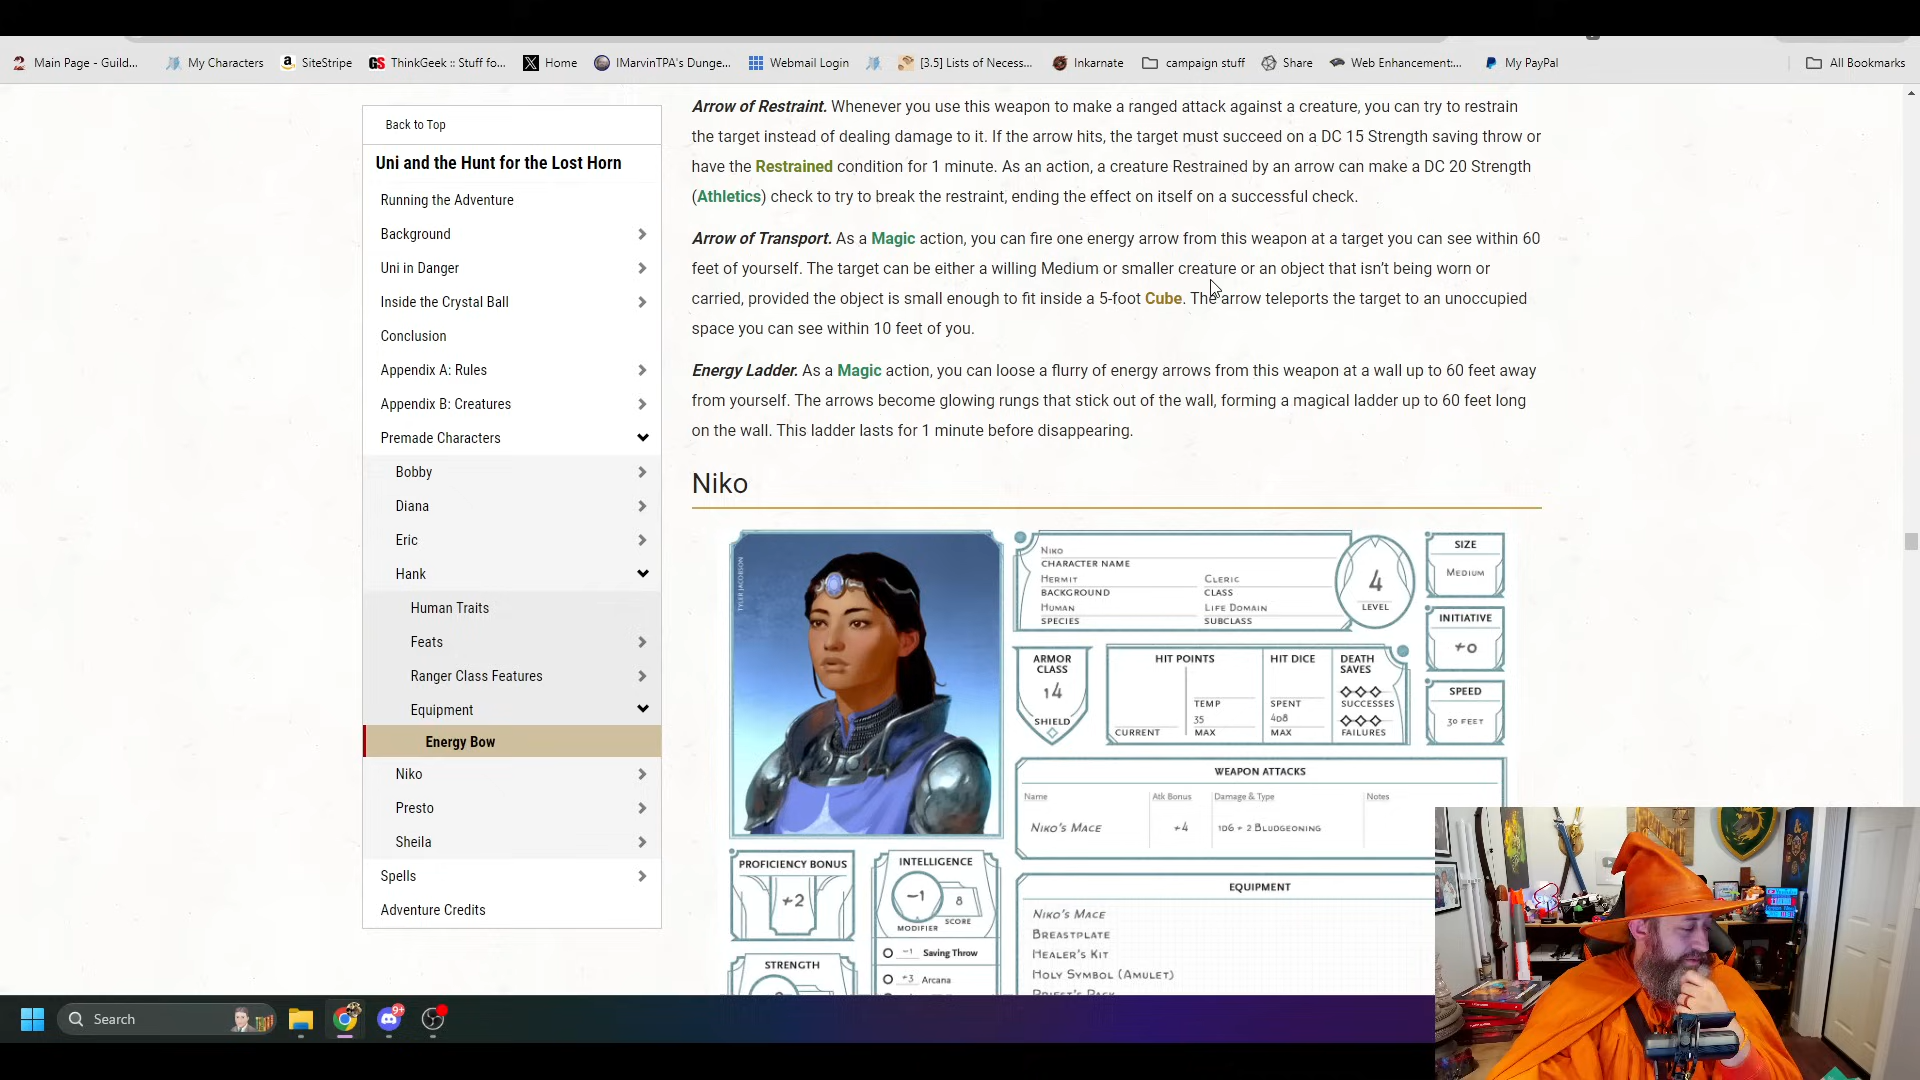 Main Page - Guild...
My Characters
SiteStripe
GS ThinkGeek :: Stuff fo...
X Home
IMarvinTPA's Dunge...
Webmail Login
[3.5] Lists of Necess...
Inkarnate
campaign stuff
Share
Web Enhancement:...
My PayPal
All Bookmarks
Back to Top
Uni and the Hunt for the Lost Horn
Running the Adventure
Background
Uni in Danger
Inside the Crystal Ball
Conclusion
Appendix A: Rules
Appendix B: Creatures
Premade Characters
Bobby
Diana
Eric
Hank
Human Traits
Feats
Ranger Class Features
Equipment
Energy Bow
Niko
Presto
Sheila
Spells
Adventure Credits
Arrow of Restraint. Whenever you use this weapon to make a ranged attack against a creature, you can try to restrain
the target instead of dealing damage to it. If the arrow hits, the target must succeed on a DC 15 Strength saving throw or
have the Restrained condition for 1 minute. As an action, a creature Restrained by an arrow can make a DC 20 Strength
(Athletics) check to try to break the restraint, ending the effect on itself on a successful check.
Arrow of Transport. As a Magic action, you can fire one energy arrow from this weapon at a target you can see within 60
feet of yourself. The target can be either a willing Medium or smaller creature or an object that isn't being worn or
carried, provided the object is small enough to fit inside a 5-foot Cube. The arrow teleports the target to an unoccupied
space you can see within 10 feet of you.
Energy Ladder. As a Magic action, you can loose a flurry of energy arrows from this weapon at a wall up to 60 feet away
from yourself. The arrows become glowing rungs that stick out of the wall, forming a magical ladder up to 60 feet long
on the wall. This ladder lasts for 1 minute before disappearing.
Niko
TYLER JACOBSON
NIKO
CHARACTER NAME
HERMIT
BACKGROUND
HUMAN
SPECIES
CLERIC
CLASS
LIFE DOMAIN
SUBCLASS
4
LEVEL
SIZE
MEDIUM
INITIATIVE
+0
SPEED
30 FEET
ARMOR
CLASS
14
SHIELD
HIT POINTS
CURRENT
TEMP
35
MAX
HIT DICE
SPENT
4D8
MAX
DEATH
SAVES
SUCCESSES
FAILURES
WEAPON ATTACKS
Name Atk Bonus Damage & Type Notes
NIKO'S MACE +4 1D6 + 2 BLUDGEONING
PROFICIENCY BONUS
+2
INTELLIGENCE
-1
8
SCORE
MODIFIER
-1 Saving Throw
+3 Arcana
STRENGTH
EQUIPMENT
NIKO'S MACE
BREASTPLATE
HEALER'S KIT
HOLY SYMBOL (AMULET)
PRIEST'S PACK
Search
9+